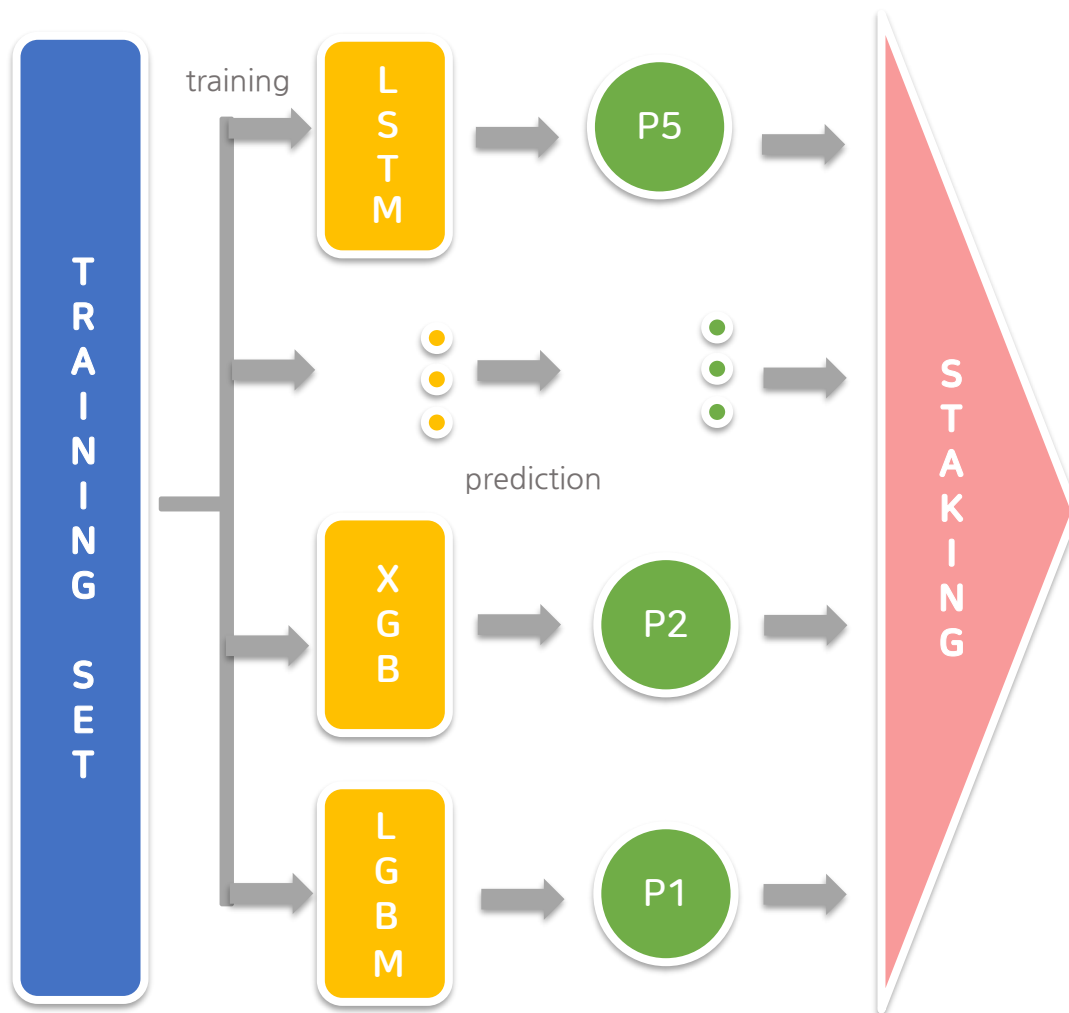 TRAINING SET
training
LSTM
P5
prediction
XGB
P2
LGBM
P1
STAKING